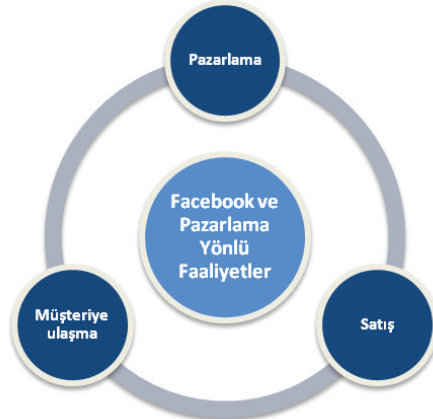 Pazarlama
Facebook ve
Pazarlama
Yönlü
Faaliyetler
Müşteriye
ulaşma
Satış